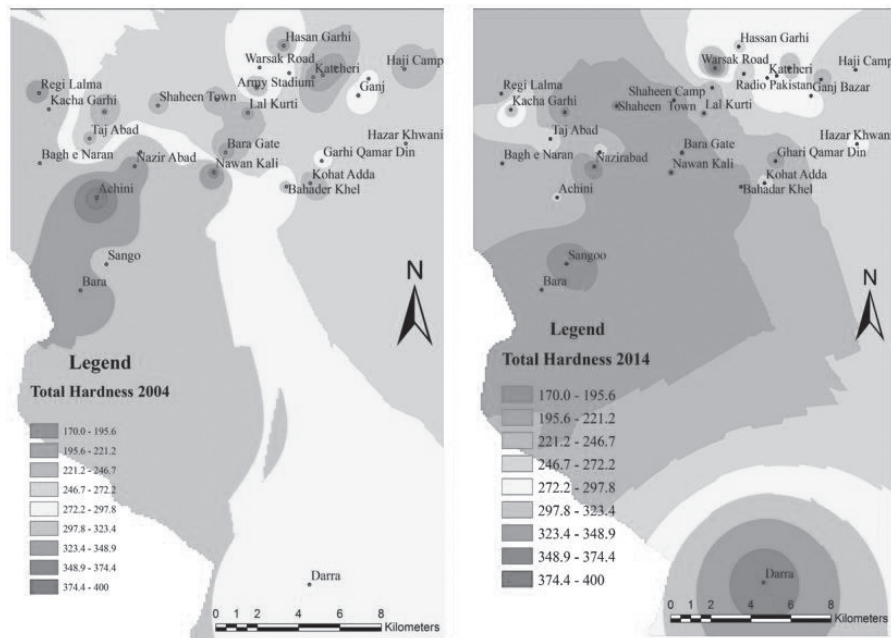 Hasan Garhi
Warsak Road
Katcheri
Haji Camp
Regi Lalma
Army Stadium
Ganj
Kacha Garhi
Shaheen Town
Lal Kurti
Taj Abad
Bara Gate
Hazar Khwani
Bagh e Naran
Nazir Abad
Garhi Qamar Din
Nawan Kali
Kohat Adda
Achini
Bahader Khel
Sango
Bara
N
Legend
Total Hardness 2004
170.0 - 195.6
195.6 - 221.2
221.2 - 246.7
246.7 - 272.2
272.2 - 297.8
297.8 - 323.4
323.4 - 348.9
348.9 - 374.4
374.4 - 400
Darra
0 1 2 4 6 8
Kilometers
Hassan Garhi
Warsak Road
Katcheri
Haji Camp
Radio Pakistan
Ganj Bazar
Regi Lalma
Shaheen Camp
Kacha Garhi
Shaheen Town
Lal Kurti
Taj Abad
Hazar Khwani
Bara Gate
Bagh e Naran
Nazirabad
Ghari Qamar Din
Nawan Kali
Kohat Adda
Achini
Bahadar Khel
Sangoo
Bara
N
Legend
Total Hardness 2014
170.0 - 195.6
195.6 - 221.2
221.2 - 246.7
246.7 - 272.2
272.2 - 297.8
297.8 - 323.4
323.4 - 348.9
348.9 - 374.4
374.4 - 400
Darra
0 1 2 4 6 8
Kilometers